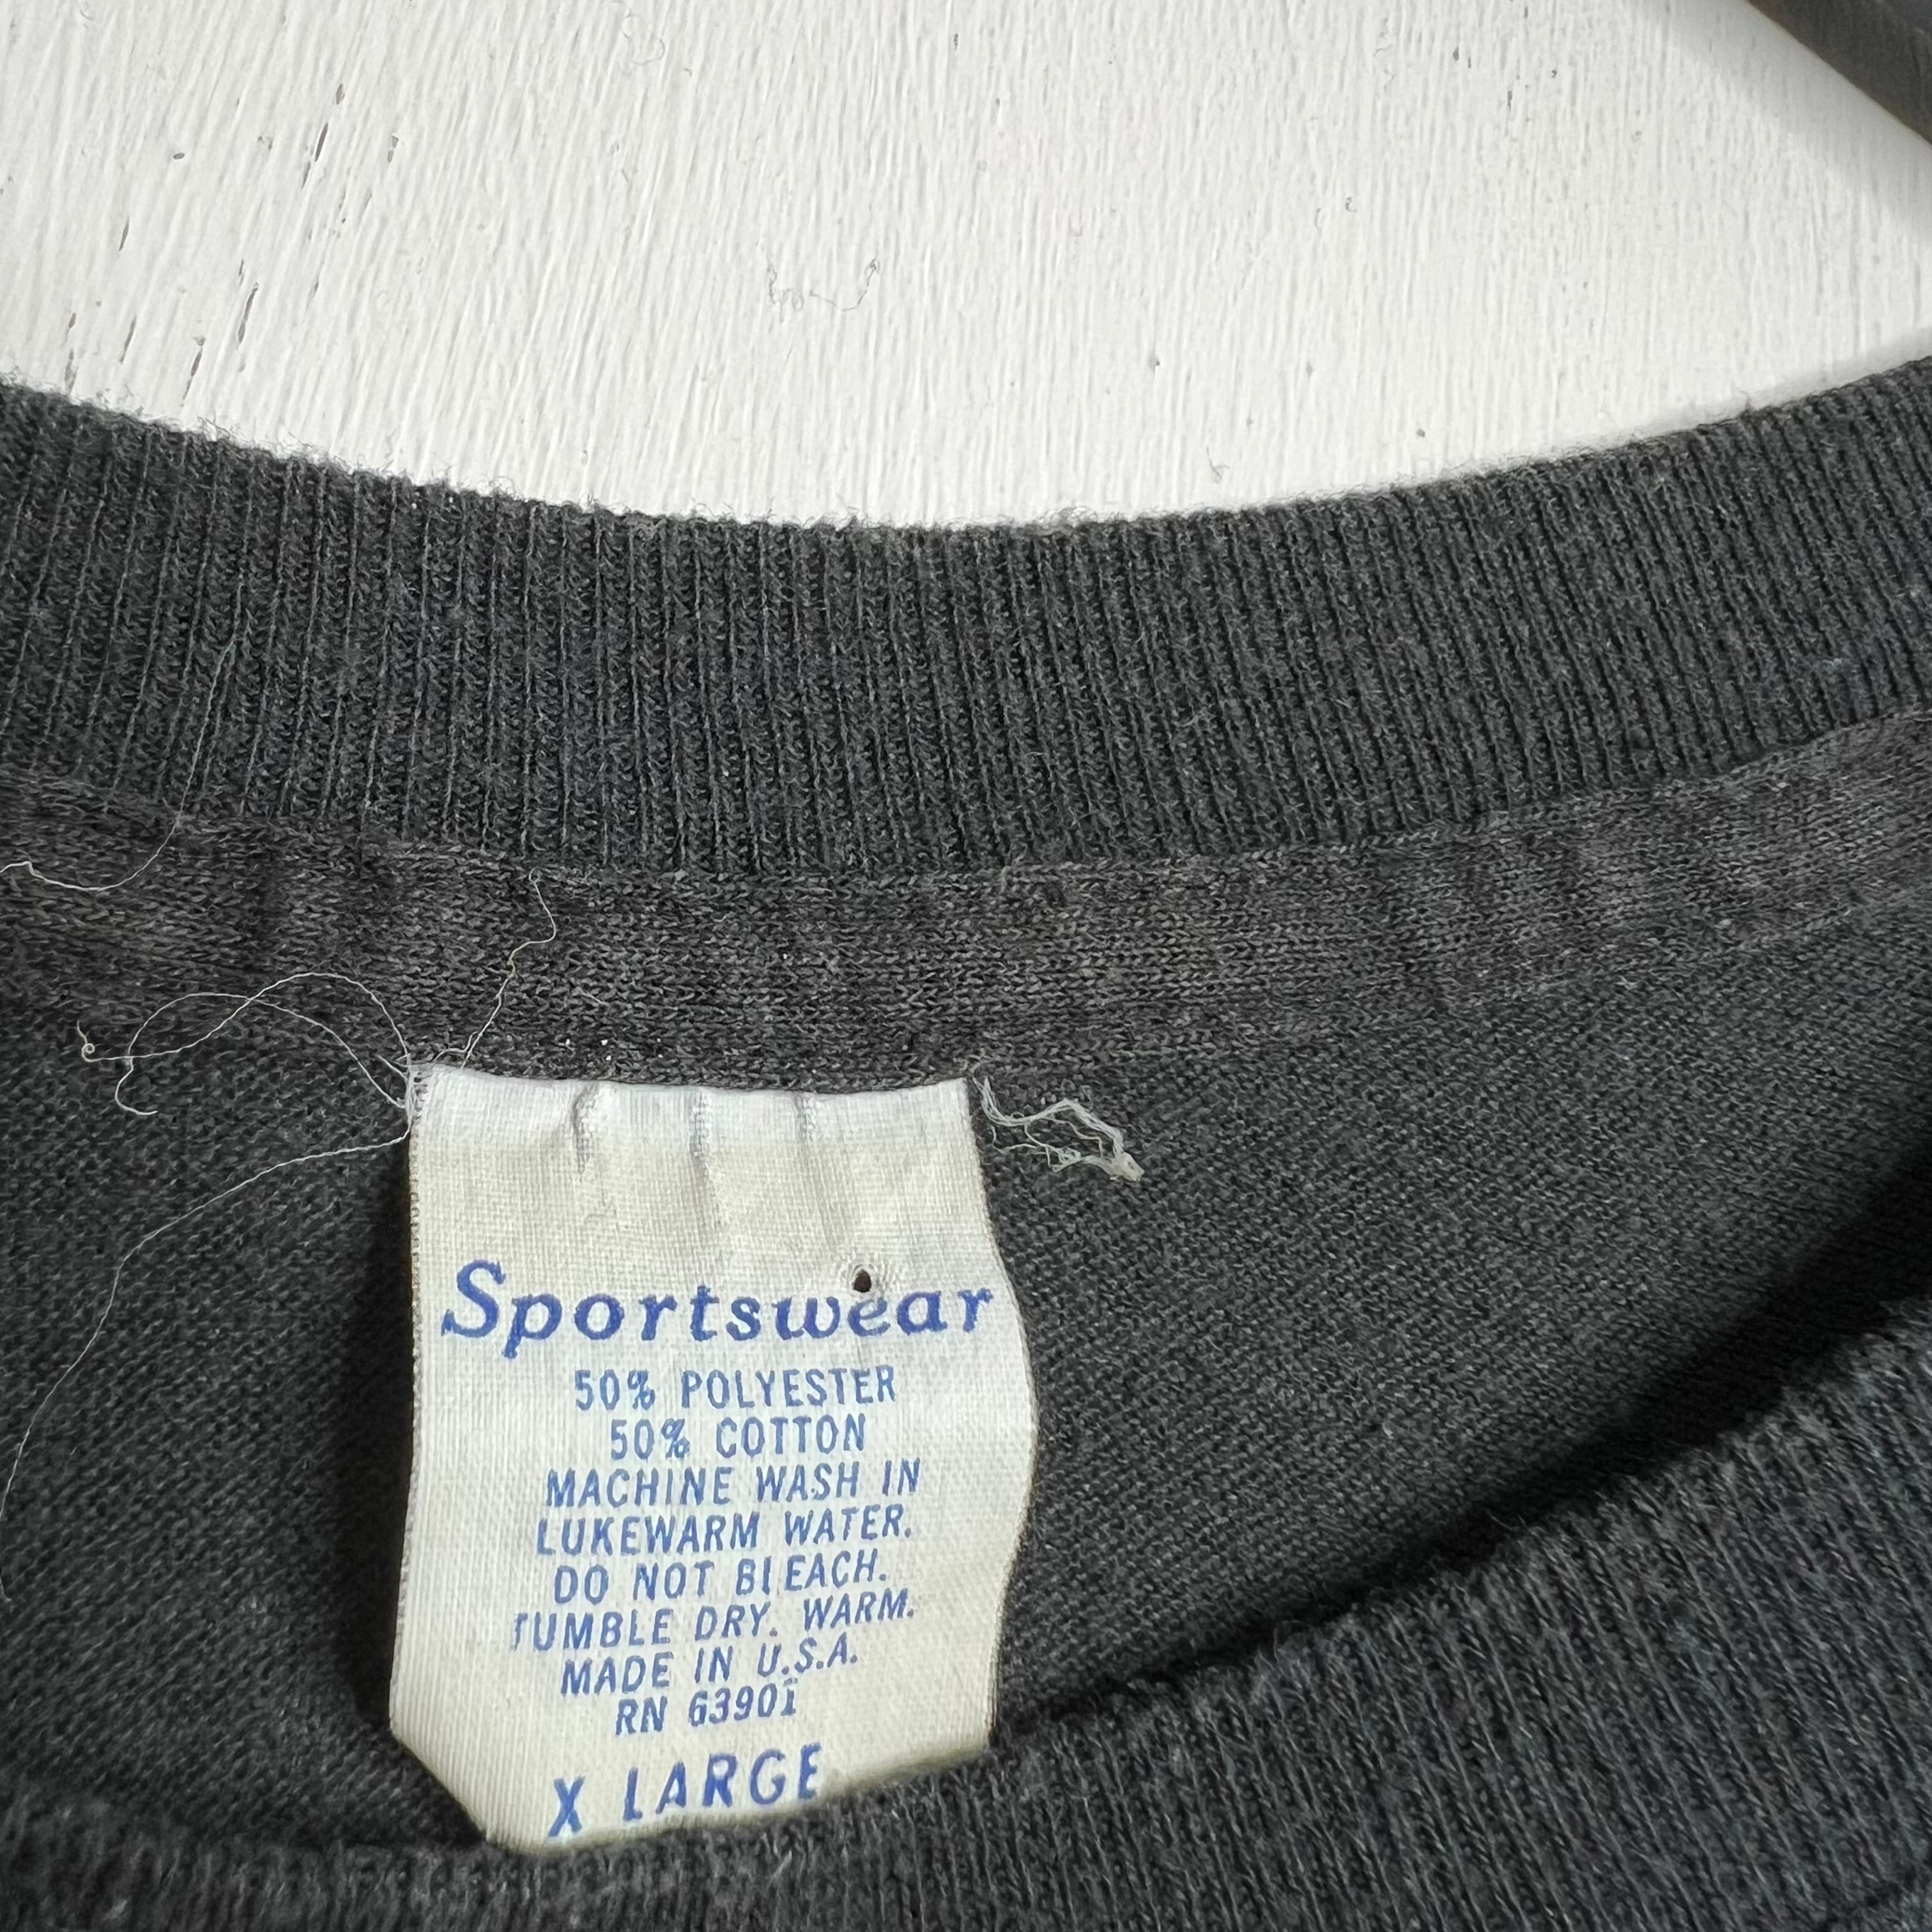 Sportswear
50% POLYESTER
50% COTTON
MACHINE WASH IN
LUKEWARM WATER.
DO NOT BLEACH.
TUMBLE DRY. WARM.
MADE IN U.S.A.
RN 63901
X LARGE